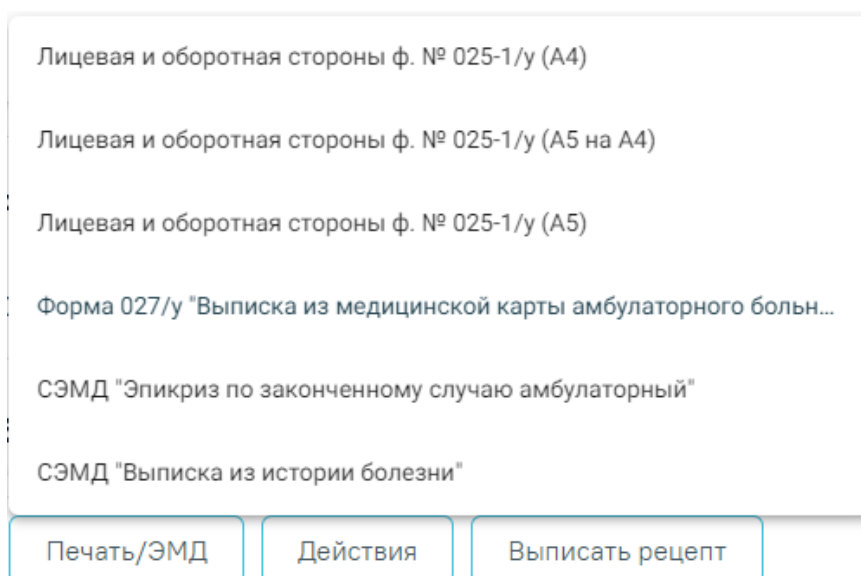 Лицевая и оборотная стороны ф. № 025-1/у (А4)
Лицевая и оборотная стороны ф. № 025-1/у (А5 на А4)
Лицевая и оборотная стороны ф. № 025-1/у (А5)
Форма 027/у "Выписка из медицинской карты амбулаторного больн...
СЭМД "Эпикриз по законченному случаю амбулаторный"
СЭМД "Выписка из истории болезни"
Печать/ЭМД Действия Выписать рецепт